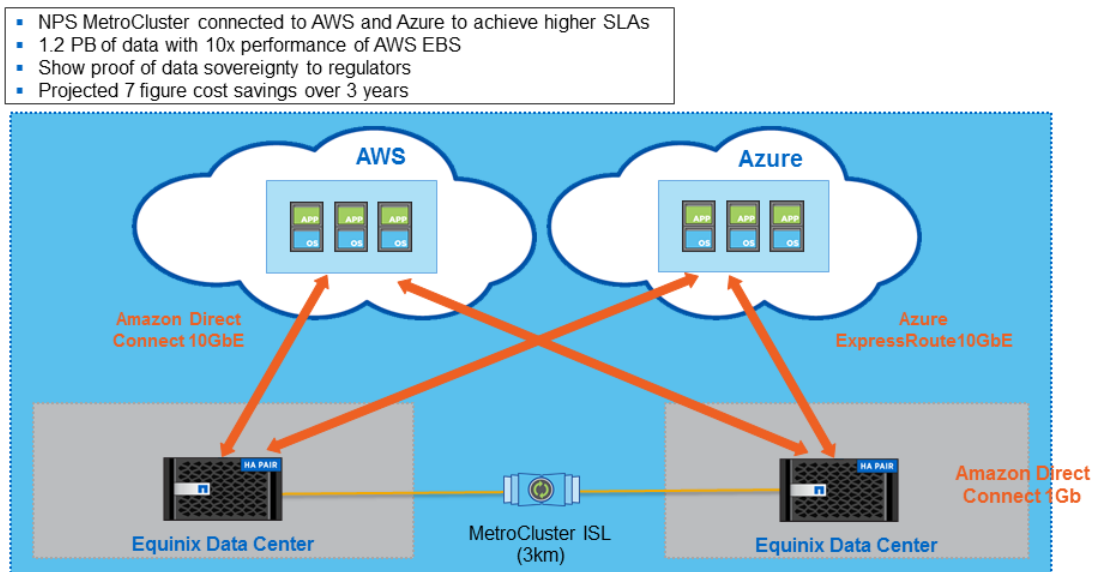 NPS MetroCluster connected to AWS and Azure to achieve higher SLAs
1.2 PB of data with 10x performance of AWS EBS
Show proof of data sovereignty to regulators
Projected 7 figure cost savings over 3 years
AWS
Azure
APP APP APP
OS OS OS
APP APP APP
OS OS OS
Amazon Direct
Connect 10GbE
Azure
ExpressRoute10GbE
HA PAIR
HA PAIR
Amazon Direct
Connect 1Gb
Equinix Data Center
MetroCluster ISL
(3km)
Equinix Data Center